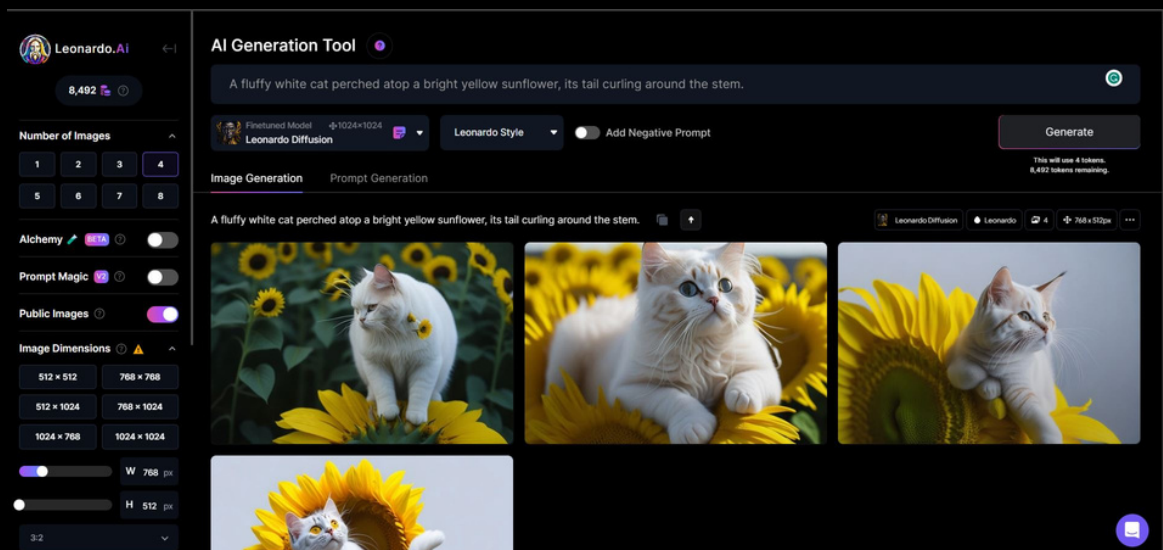 Leonardo.Ai
8,492
Number of Images
1 2 3 4
5 6 7 8
Alchemy BETA
Prompt Magic V2
Public Images
Image Dimensions
512 × 512 768 × 768
512 × 1024 768 × 1024
1024 × 768 1024 × 1024
W 768 px
H 512 px
3:2
AI Generation Tool
A fluffy white cat perched atop a bright yellow sunflower, its tail curling around the stem.
Finetuned Model 1024×1024
Leonardo Diffusion
Leonardo Style
Add Negative Prompt
Generate
This will use 4 tokens.
8,492 tokens remaining.
Image Generation Prompt Generation
A fluffy white cat perched atop a bright yellow sunflower, its tail curling around the stem.
Leonardo Diffusion Leonardo 4 768 x 512px